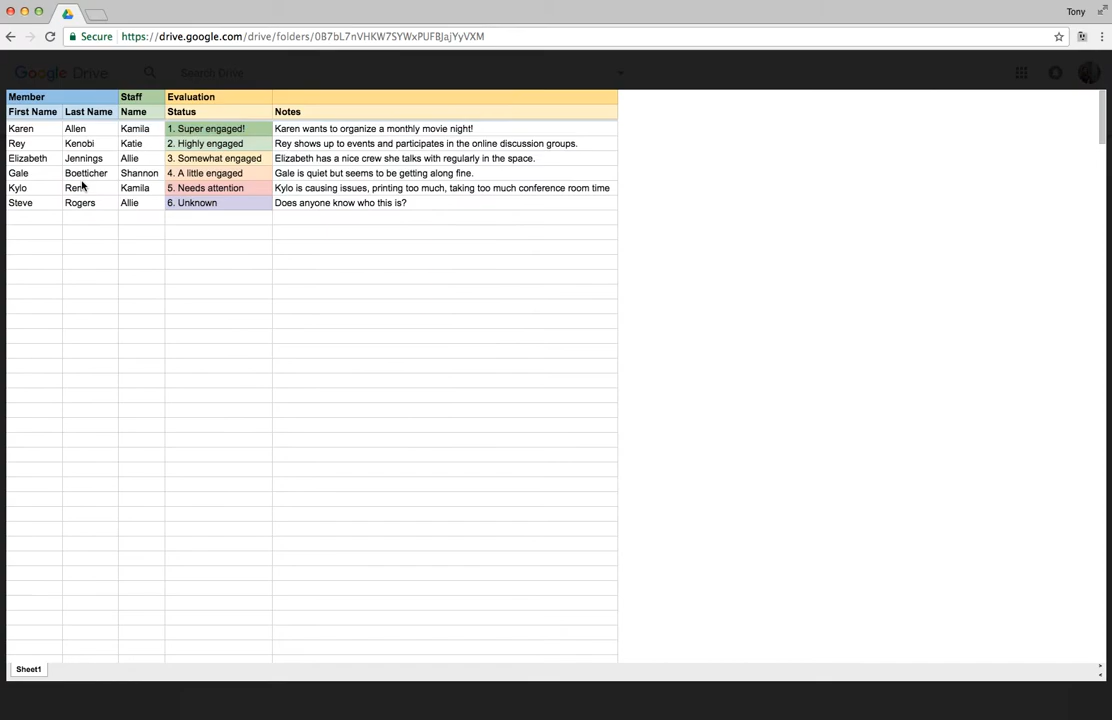 Tony
Secure https://drive.google.com/drive/folders/0B7bL7nVHKW7SYWxPUFBJajYyVXM
Google Drive Search Drive
Member Staff Evaluation
First Name Last Name Name Status Notes
Karen Allen Kamila 1. Super engaged! Karen wants to organize a monthly movie night!
Rey Kenobi Katie 2. Highly engaged Rey shows up to events and participates in the online discussion groups.
Elizabeth Jennings Allie 3. Somewhat engaged Elizabeth has a nice crew she talks with regularly in the space.
Gale Boetticher Shannon 4. A little engaged Gale is quiet but seems to be getting along fine.
Kylo Ren Kamila 5. Needs attention Kylo is causing issues, printing too much, taking too much conference room time
Steve Rogers Allie 6. Unknown Does anyone know who this is?
Sheet1